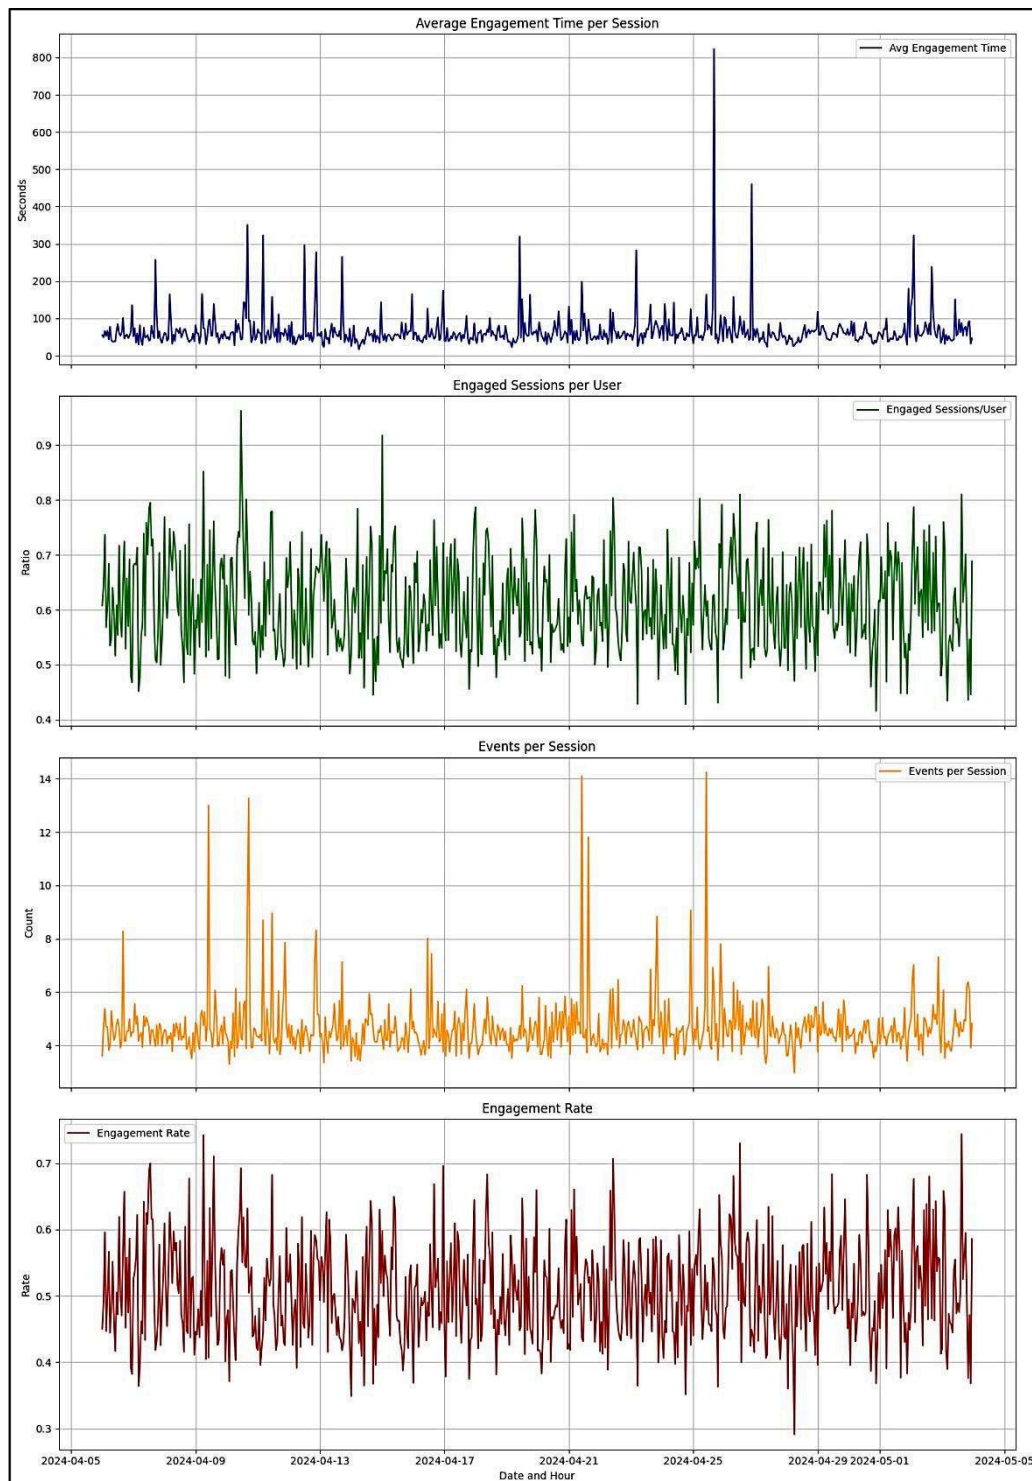 Average Engagement Time per Session
Avg Engagement Time
800
700
600
500
400
300
200
100
0
Seconds
Engaged Sessions per User
Engaged Sessions/User
0.9
0.8
0.7
0.6
0.5
0.4
Ratio
Events per Session
Events per Session
14
12
10
8
6
4
Count
Engagement Rate
Engagement Rate
0.7
0.6
0.5
0.4
0.3
Rate
2024-04-05 2024-04-09 2024-04-13 2024-04-17 2024-04-21 2024-04-25 2024-04-29 2024-05-01 2024-05-05
Date and Hour